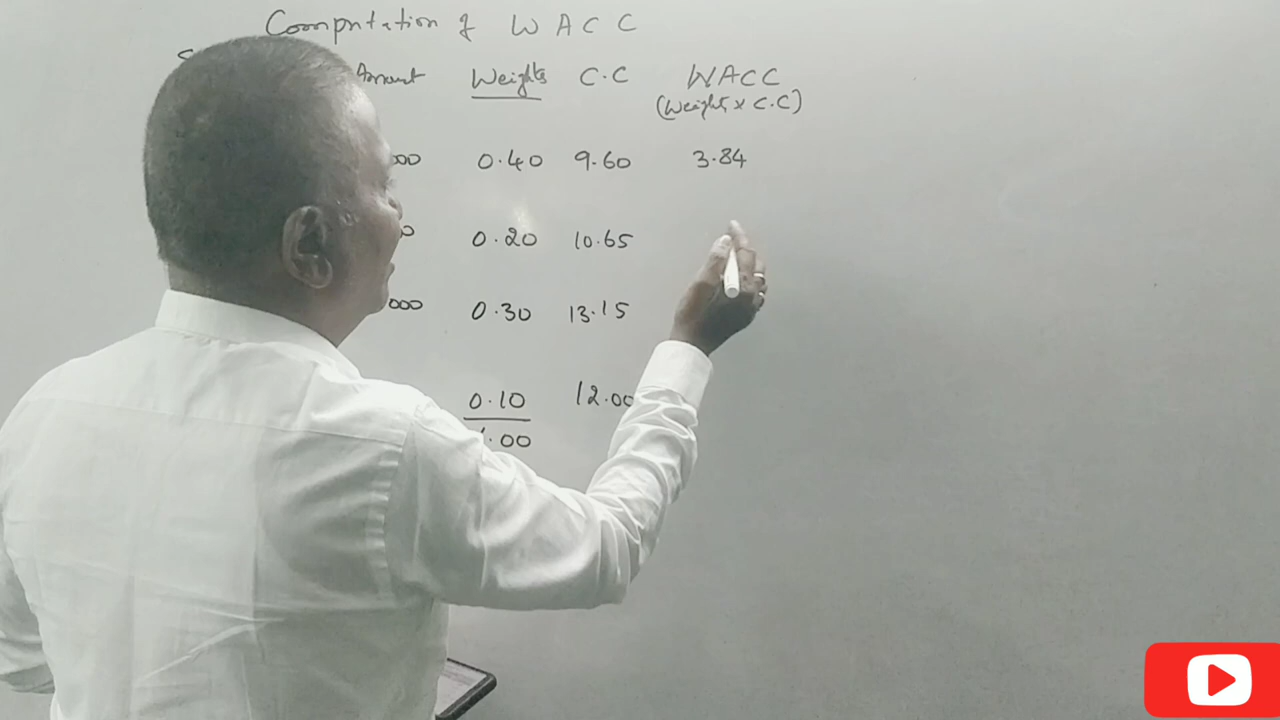 Computation of WACC
Amount Weights C.C WACC
(Weights x C.C)
000 0.40 9.60 3.84
0 0.20 10.65
000 0.30 13.15
0.10 12.00
.00